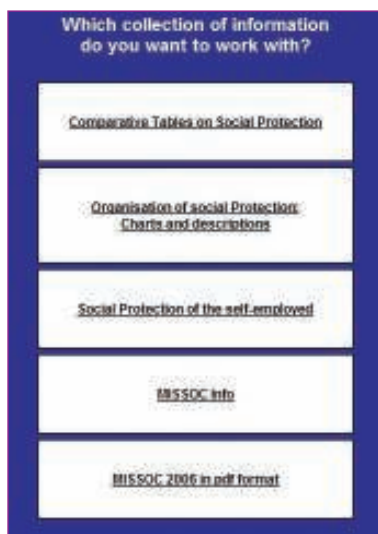 Which collection of information
do you want to work with?
Comparative Tables on Social Protection
Organisation of social Protection:
Charts and descriptions
Social Protection of the self-employed
MISSOC Info
MISSOC 2006 in pdf format